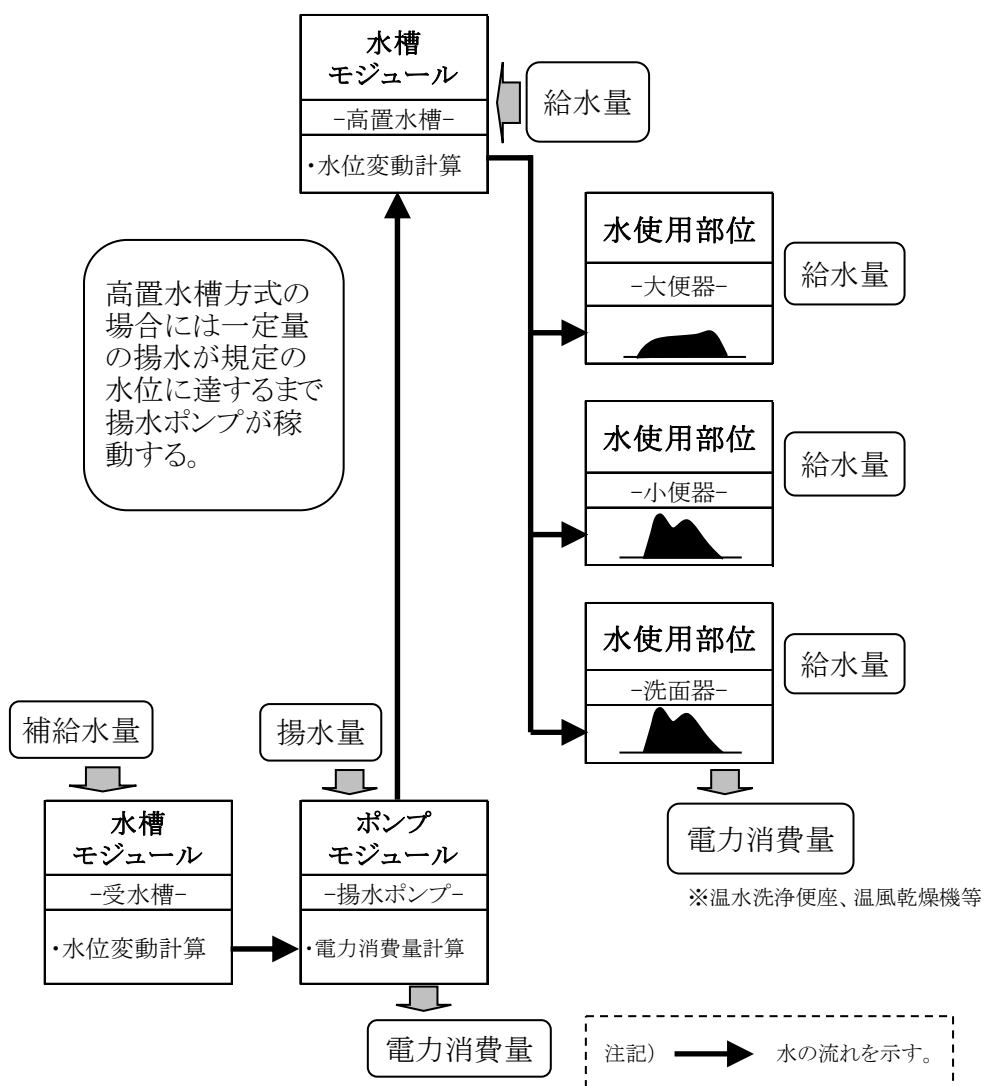 水槽
モジュール
-高置水槽-
・水位変動計算
給水量
高置水槽方式の
場合には一定量
の揚水が規定の
水位に達するまで
揚水ポンプが稼
動する。
水使用部位
-大便器-
給水量
水使用部位
-小便器-
給水量
水使用部位
-洗面器-
給水量
補給水量
揚水量
水槽
モジュール
-受水槽-
・水位変動計算
ポンプ
モジュール
-揚水ポンプ-
・電力消費量計算
電力消費量
※温水洗浄便座、温風乾燥機等
電力消費量
注記) 水の流れを示す。